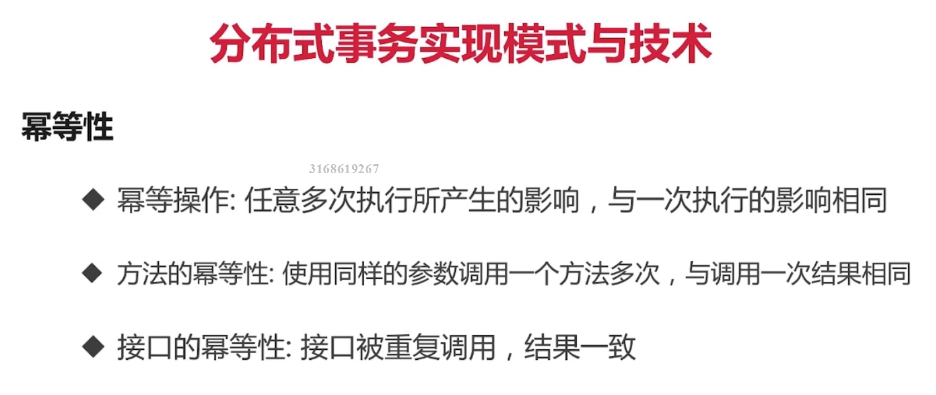 分布式事务实现模式与技术
幂等性
3168619267
◆ 幂等操作: 任意多次执行所产生的影响，与一次执行的影响相同
◆ 方法的幂等性: 使用同样的参数调用一个方法多次，与调用一次结果相同
◆ 接口的幂等性: 接口被重复调用，结果一致